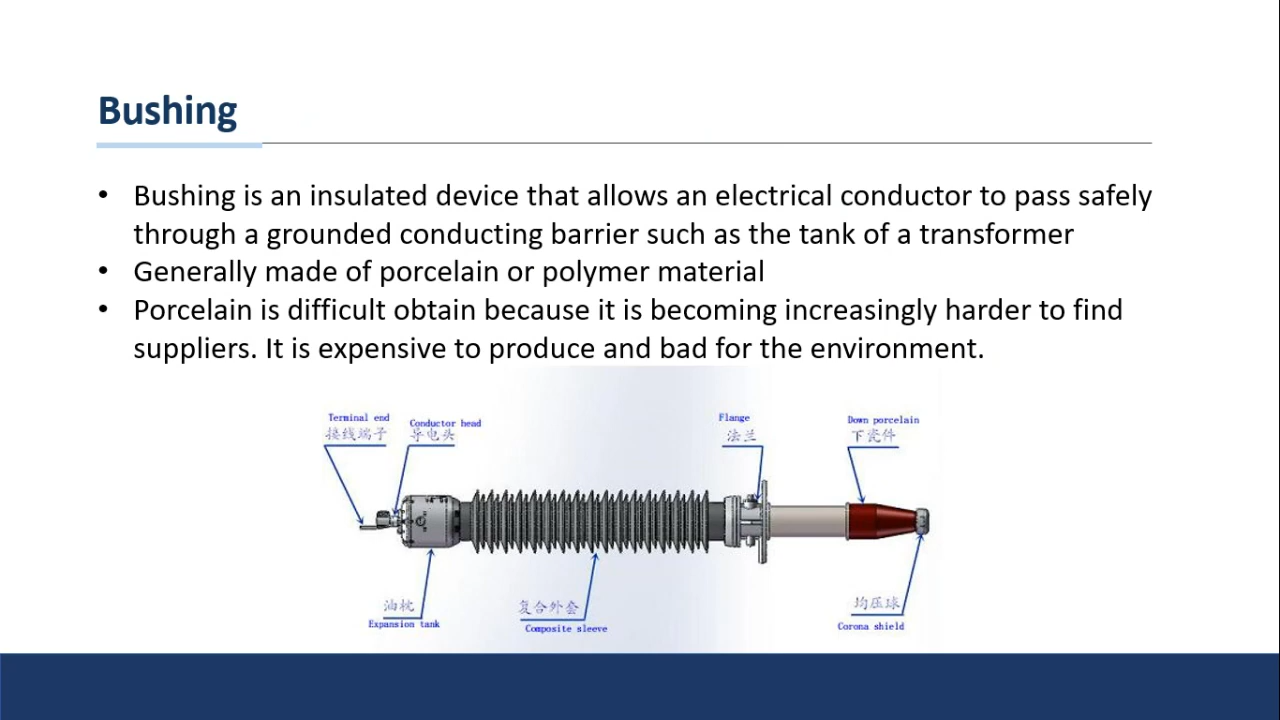 Bushing
• Bushing is an insulated device that allows an electrical conductor to pass safely
through a grounded conducting barrier such as the tank of a transformer
• Generally made of porcelain or polymer material
• Porcelain is difficult obtain because it is becoming increasingly harder to find
suppliers. It is expensive to produce and bad for the environment.
Terminal end
接线端子
Conductor head
导电头
Flange
法兰
Down porcelain
下瓷件
油枕
Expansion tank
复合外套
Composite sleeve
均压球
Corona shield